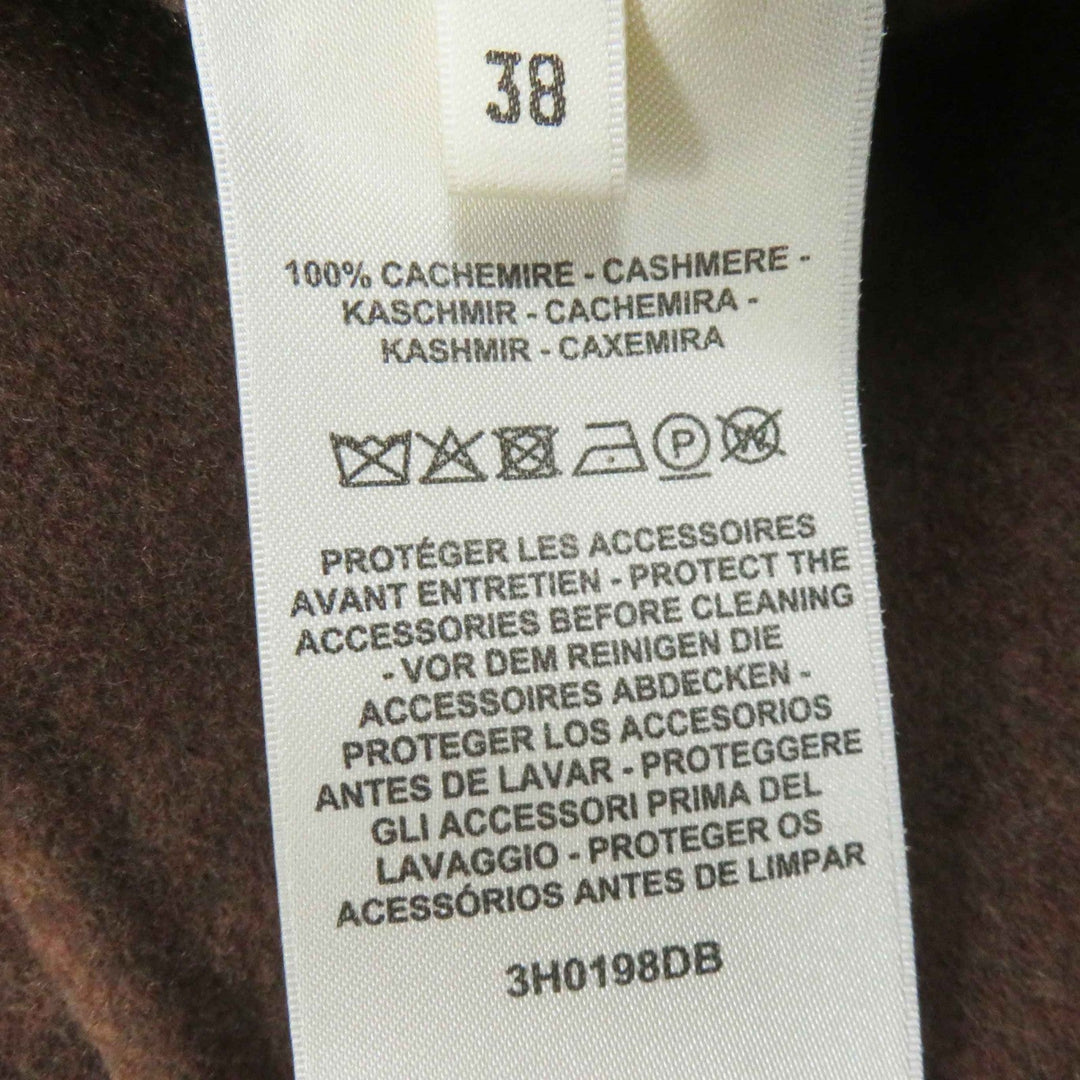 38
100% CACHEMIRE - CASHMERE -
KASCHMIR - CACHEMIRA -
KASHMIR - CAXEMIRA
P W
PROTÉGER LES ACCESSOIRES
AVANT ENTRETIEN - PROTECT THE
ACCESSORIES BEFORE CLEANING
- VOR DEM REINIGEN DIE
ACCESSOIRES ABDECKEN -
PROTEGER LOS ACCESORIOS
ANTES DE LAVAR - PROTEGGERE
GLI ACCESSORI PRIMA DEL
LAVAGGIO - PROTEGER OS
ACESSÓRIOS ANTES DE LIMPAR
3H0198DB